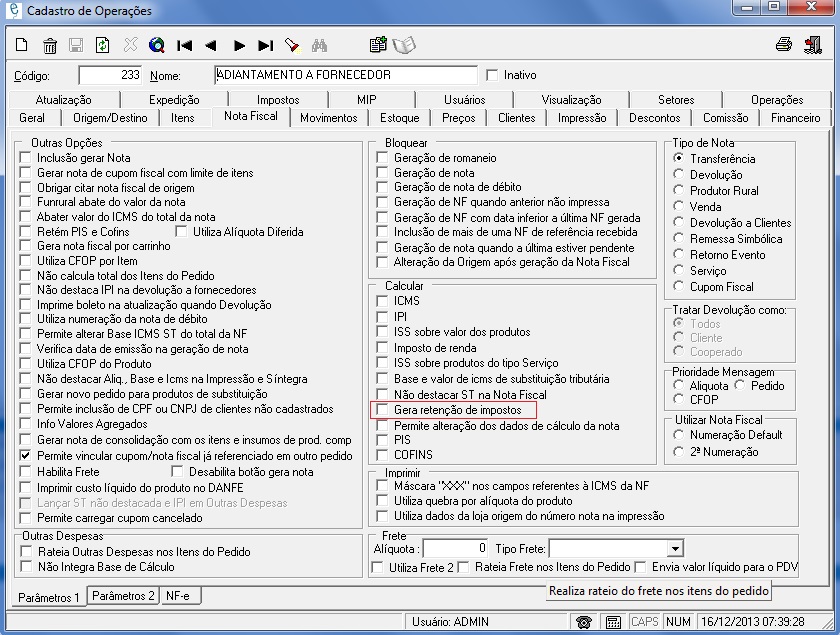 Cadastro de Operações
Código: 233 Nome: ADIANTAMENTO A FORNECEDOR Inativo
Atualização Expedição Impostos MIP Usuários Visualização Setores Operações
Geral Origem/Destino Itens Nota Fiscal Movimentos Estoque Preços Clientes Impressão Descontos Comissão Financeiro
Outras Opções
Inclusão gerar Nota
Gerar nota de cupom fiscal com limite de itens
Obrigar citar nota fiscal de origem
Funrural abate do valor da nota
Abater valor do ICMS do total da nota
Retém PIS e Cofins Utiliza Alíquota Diferida
Gera nota fiscal por carrinho
Utiliza CFOP por Item
Não calcula total dos Itens do Pedido
Não destaca IPI na devolução a fornecedores
Imprime boleto na atualização quando Devolução
Utiliza numeração da nota de débito
Permite alterar Base ICMS ST do total da NF
Verifica data de emissão na geração de nota
Utiliza CFOP do Produto
Não destacar Aliq., Base e Icms na Impressão e Síntegra
Gerar novo pedido para produtos de substituição
Permite inclusão de CPF ou CNPJ de clientes não cadastrados
Info Valores Agregados
Gerar nota de consolidação com os itens e insumos de prod. comp
Permite vincular cupom/nota fiscal já referenciado em outro pedido
Habilita Frete Desabilita botão gera nota
Imprimir custo líquido do produto no DANFE
Lançar ST não destacada e IPI em Outras Despesas
Permite carregar cupom cancelado
Outras Despesas
Rateia Outras Despesas nos Itens do Pedido
Não Integra Base de Cálculo
Bloquear
Geração de romaneio
Geração de nota
Geração de nota de débito
Geração de NF quando anterior não impressa
Geração de NF com data inferior a última NF gerada
Inclusão de mais de uma NF de referência recebida
Geração de nota quando a última estiver pendente
Alteração da Origem após geração da Nota Fiscal
Calcular
ICMS
IPI
ISS sobre valor dos produtos
Imposto de renda
ISS sobre produtos do tipo Serviço
Base e valor de icms de substituição tributária
Não destacar ST na Nota Fiscal
Gera retenção de impostos
Permite alteração dos dados de cálculo da nota
PIS
COFINS
Imprimir
Máscara "XXX" nos campos referentes à ICMS da NF
Utiliza quebra por alíquota do produto
Utiliza dados da loja origem do número nota na impressão
Frete
Alíquota : 0 Tipo Frete:
Utiliza Frete 2 Rateia Frete nos Itens do Pedido Envia valor líquido para o PDV
Tipo de Nota
Transferência
Devolução
Produtor Rural
Venda
Devolução a Clientes
Remessa Simbólica
Retorno Evento
Serviço
Cupom Fiscal
Tratar Devolução como:
Todos
Cliente
Cooperado
Prioridade Mensagem
Alíquota Pedido
CFOP
Utilizar Nota Fiscal
Numeração Default
2ª Numeração
Realiza rateio do frete nos itens do pedido
Parâmetros 1 Parâmetros 2 NF-e
Usuário: ADMIN CAPS NUM 16/12/2013 07:39:28